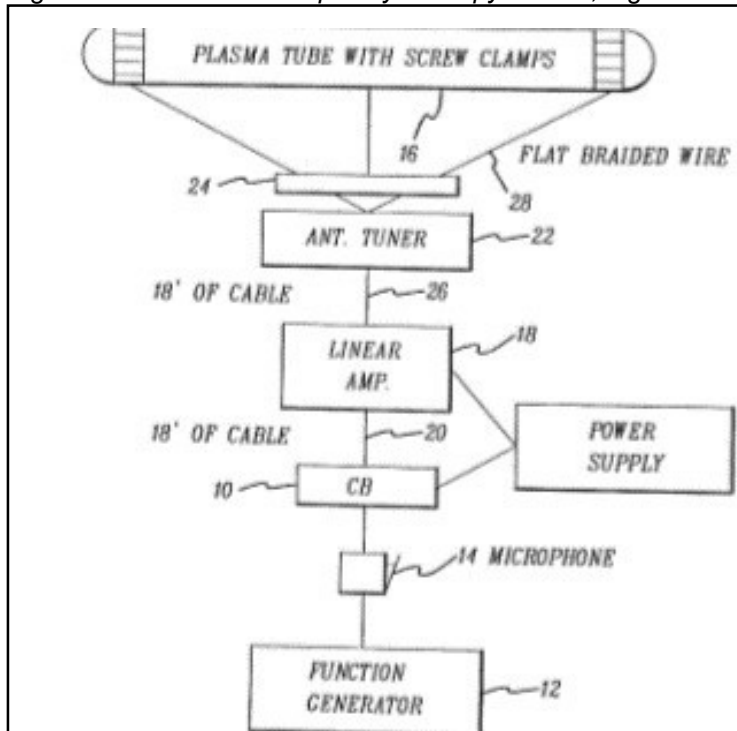 PLASMA TUBE WITH SCREW CLAMPS
16
FLAT BRAIDED WIRE
24
28
ANT. TUNER
22
18' OF CABLE
26
LINEAR
AMP.
18
18' OF CABLE
20
POWER
SUPPLY
10
CB
14 MICROPHONE
FUNCTION
GENERATOR
12